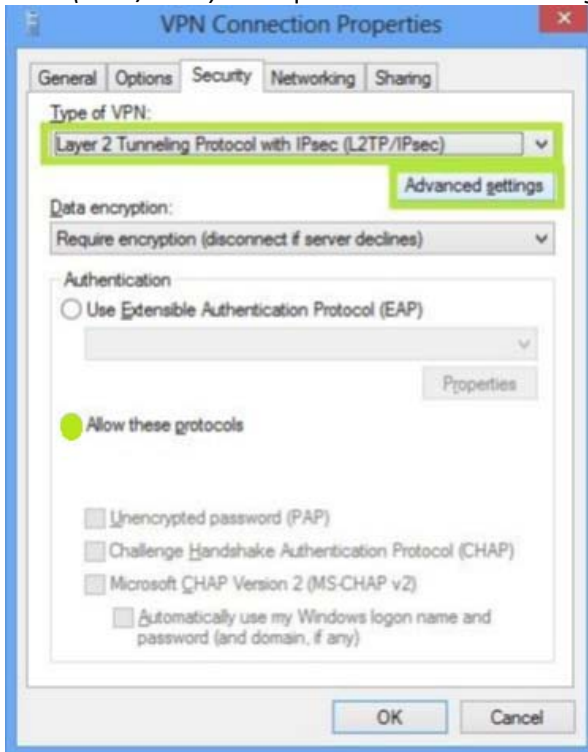 VPN Connection Properties
General Options Security Networking Sharing
Type of VPN:
Layer 2 Tunneling Protocol with IPsec (L2TP/IPsec)
Advanced settings
Data encryption:
Require encryption (disconnect if server declines)
Authentication
Use Extensible Authentication Protocol (EAP)
Properties
Allow these protocols
Unencrypted password (PAP)
Challenge Handshake Authentication Protocol (CHAP)
Microsoft CHAP Version 2 (MS-CHAP v2)
Automatically use my Windows logon name and
password (and domain, if any)
OK Cancel